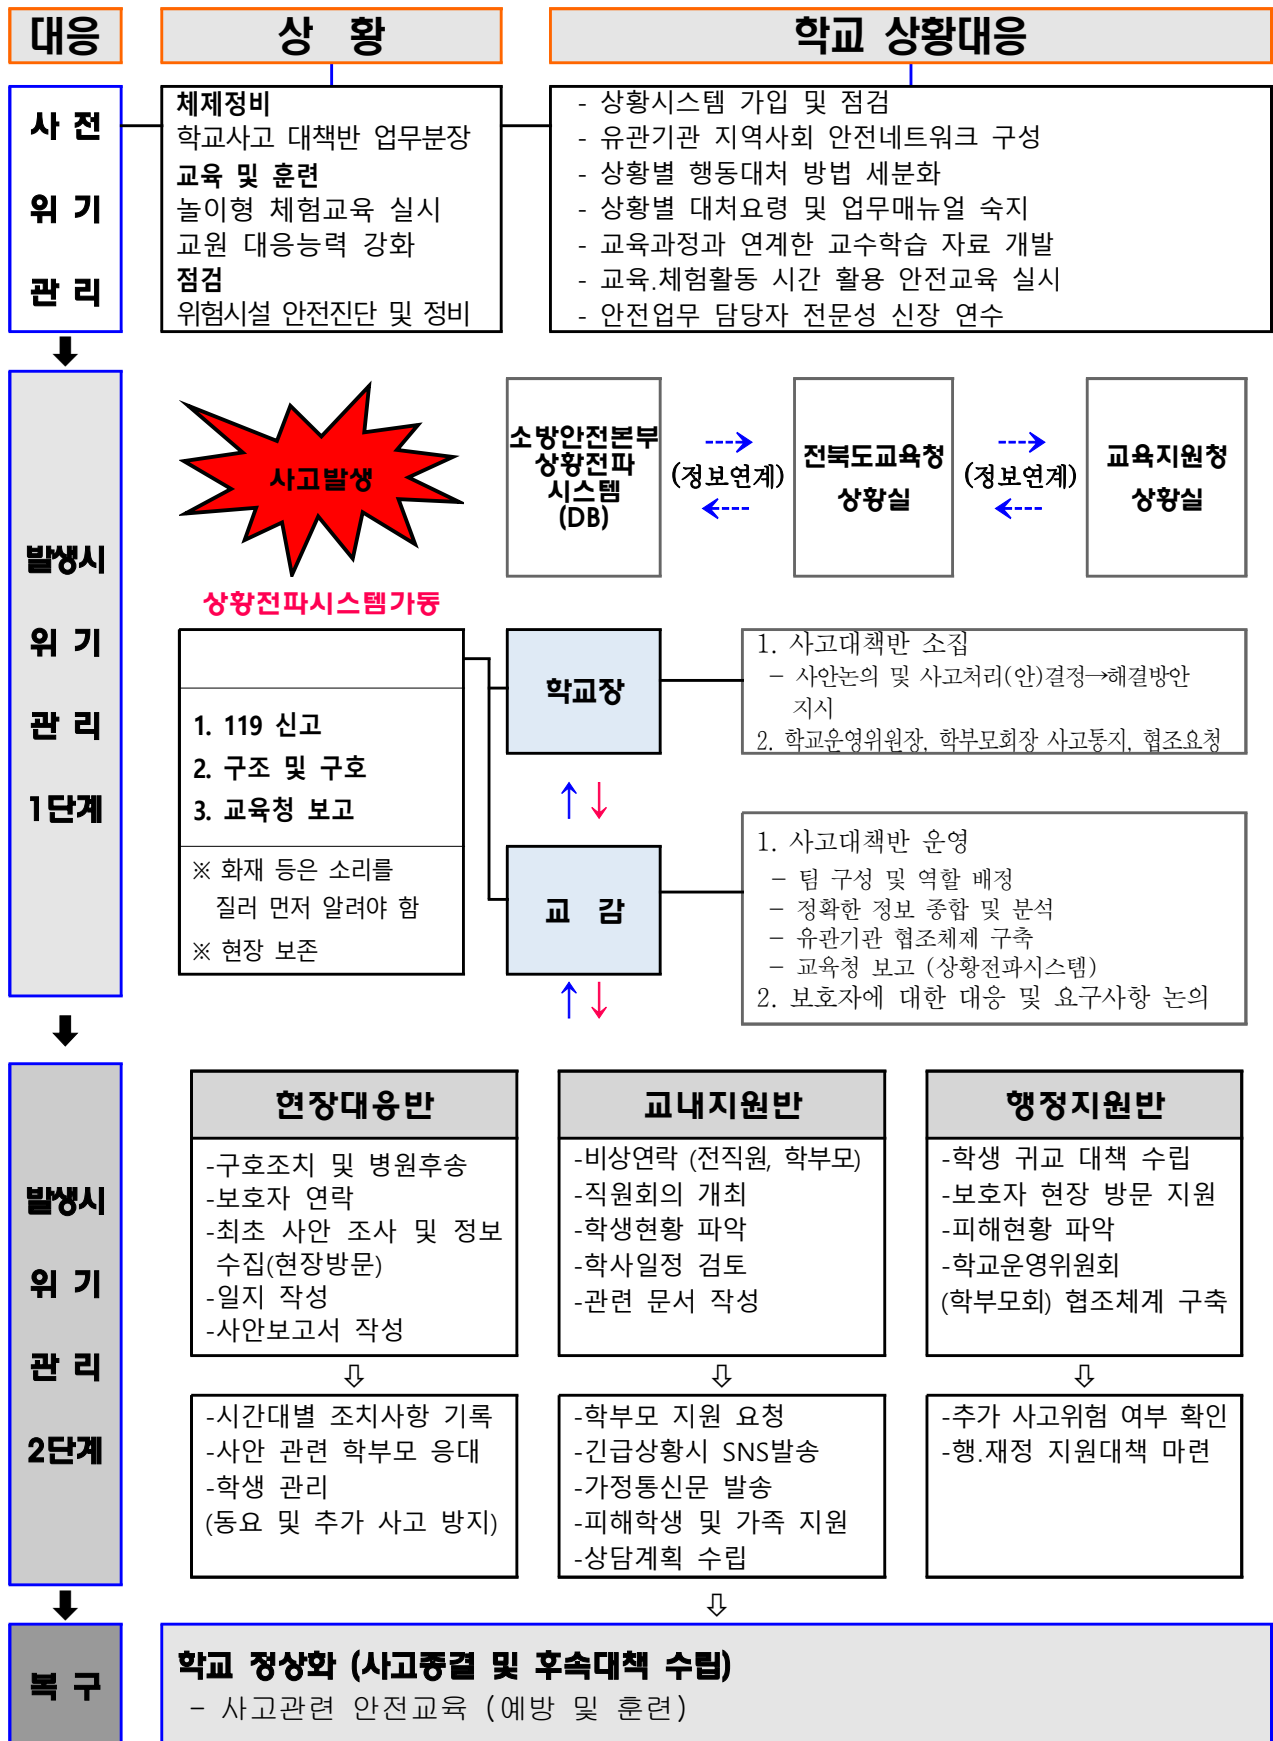 대응
상 황
학교 상황대응
사 전
위 기
관 리
체제정비
학교사고 대책반 업무분장
교육 및 훈련
놀이형 체험교육 실시
교원 대응능력 강화
점검
위험시설 안전진단 및 정비
- 상황시스템 가입 및 점검
- 유관기관 지역사회 안전네트워크 구성
- 상황별 행동대처 방법 세분화
- 상황별 대처요령 및 업무매뉴얼 숙지
- 교육과정과 연계한 교수학습 자료 개발
- 교육.체험활동 시간 활용 안전교육 실시
- 안전업무 담당자 전문성 신장 연수
발생시
위 기
관 리
1단계
사고발생
상황전파시스템가동
소방안전본부
상황전파
시스템
(DB)
(정보연계)
전북도교육청
상황실
(정보연계)
교육지원청
상황실
1. 119 신고
2. 구조 및 구호
3. 교육청 보고
※ 화재 등은 소리를
질러 먼저 알려야 함
※ 현장 보존
학교장
1. 사고대책반 소집
- 사안논의 및 사고처리(안)결정→해결방안
지시
2. 학교운영위원장, 학부모회장 사고통지, 협조요청
교 감
1. 사고대책반 운영
- 팀 구성 및 역할 배정
- 정확한 정보 종합 및 분석
- 유관기관 협조체제 구축
- 교육청 보고 (상황전파시스템)
2. 보호자에 대한 대응 및 요구사항 논의
발생시
위 기
관 리
2단계
현장대응반
-구호조치 및 병원후송
-보호자 연락
-최초 사안 조사 및 정보
수집(현장방문)
-일지 작성
-사안보고서 작성
-시간대별 조치사항 기록
-사안 관련 학부모 응대
-학생 관리
(동요 및 추가 사고 방지)
교내지원반
-비상연락 (전직원, 학부모)
-직원회의 개최
-학생현황 파악
-학사일정 검토
-관련 문서 작성
-학부모 지원 요청
-긴급상황시 SNS발송
-가정통신문 발송
-피해학생 및 가족 지원
-상담계획 수립
행정지원반
-학생 귀교 대책 수립
-보호자 현장 방문 지원
-피해현황 파악
-학교운영위원회
(학부모회) 협조체계 구축
-추가 사고위험 여부 확인
-행.재정 지원대책 마련
복 구
학교 정상화 (사고종결 및 후속대책 수립)
- 사고관련 안전교육 (예방 및 훈련)